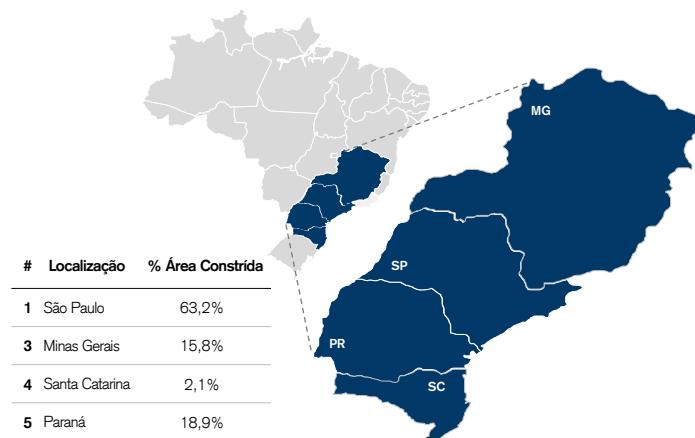 MG
SP
PR
SC
# Localização % Área Constrída
1 São Paulo 63,2%
3 Minas Gerais 15,8%
4 Santa Catarina 2,1%
5 Paraná 18,9%